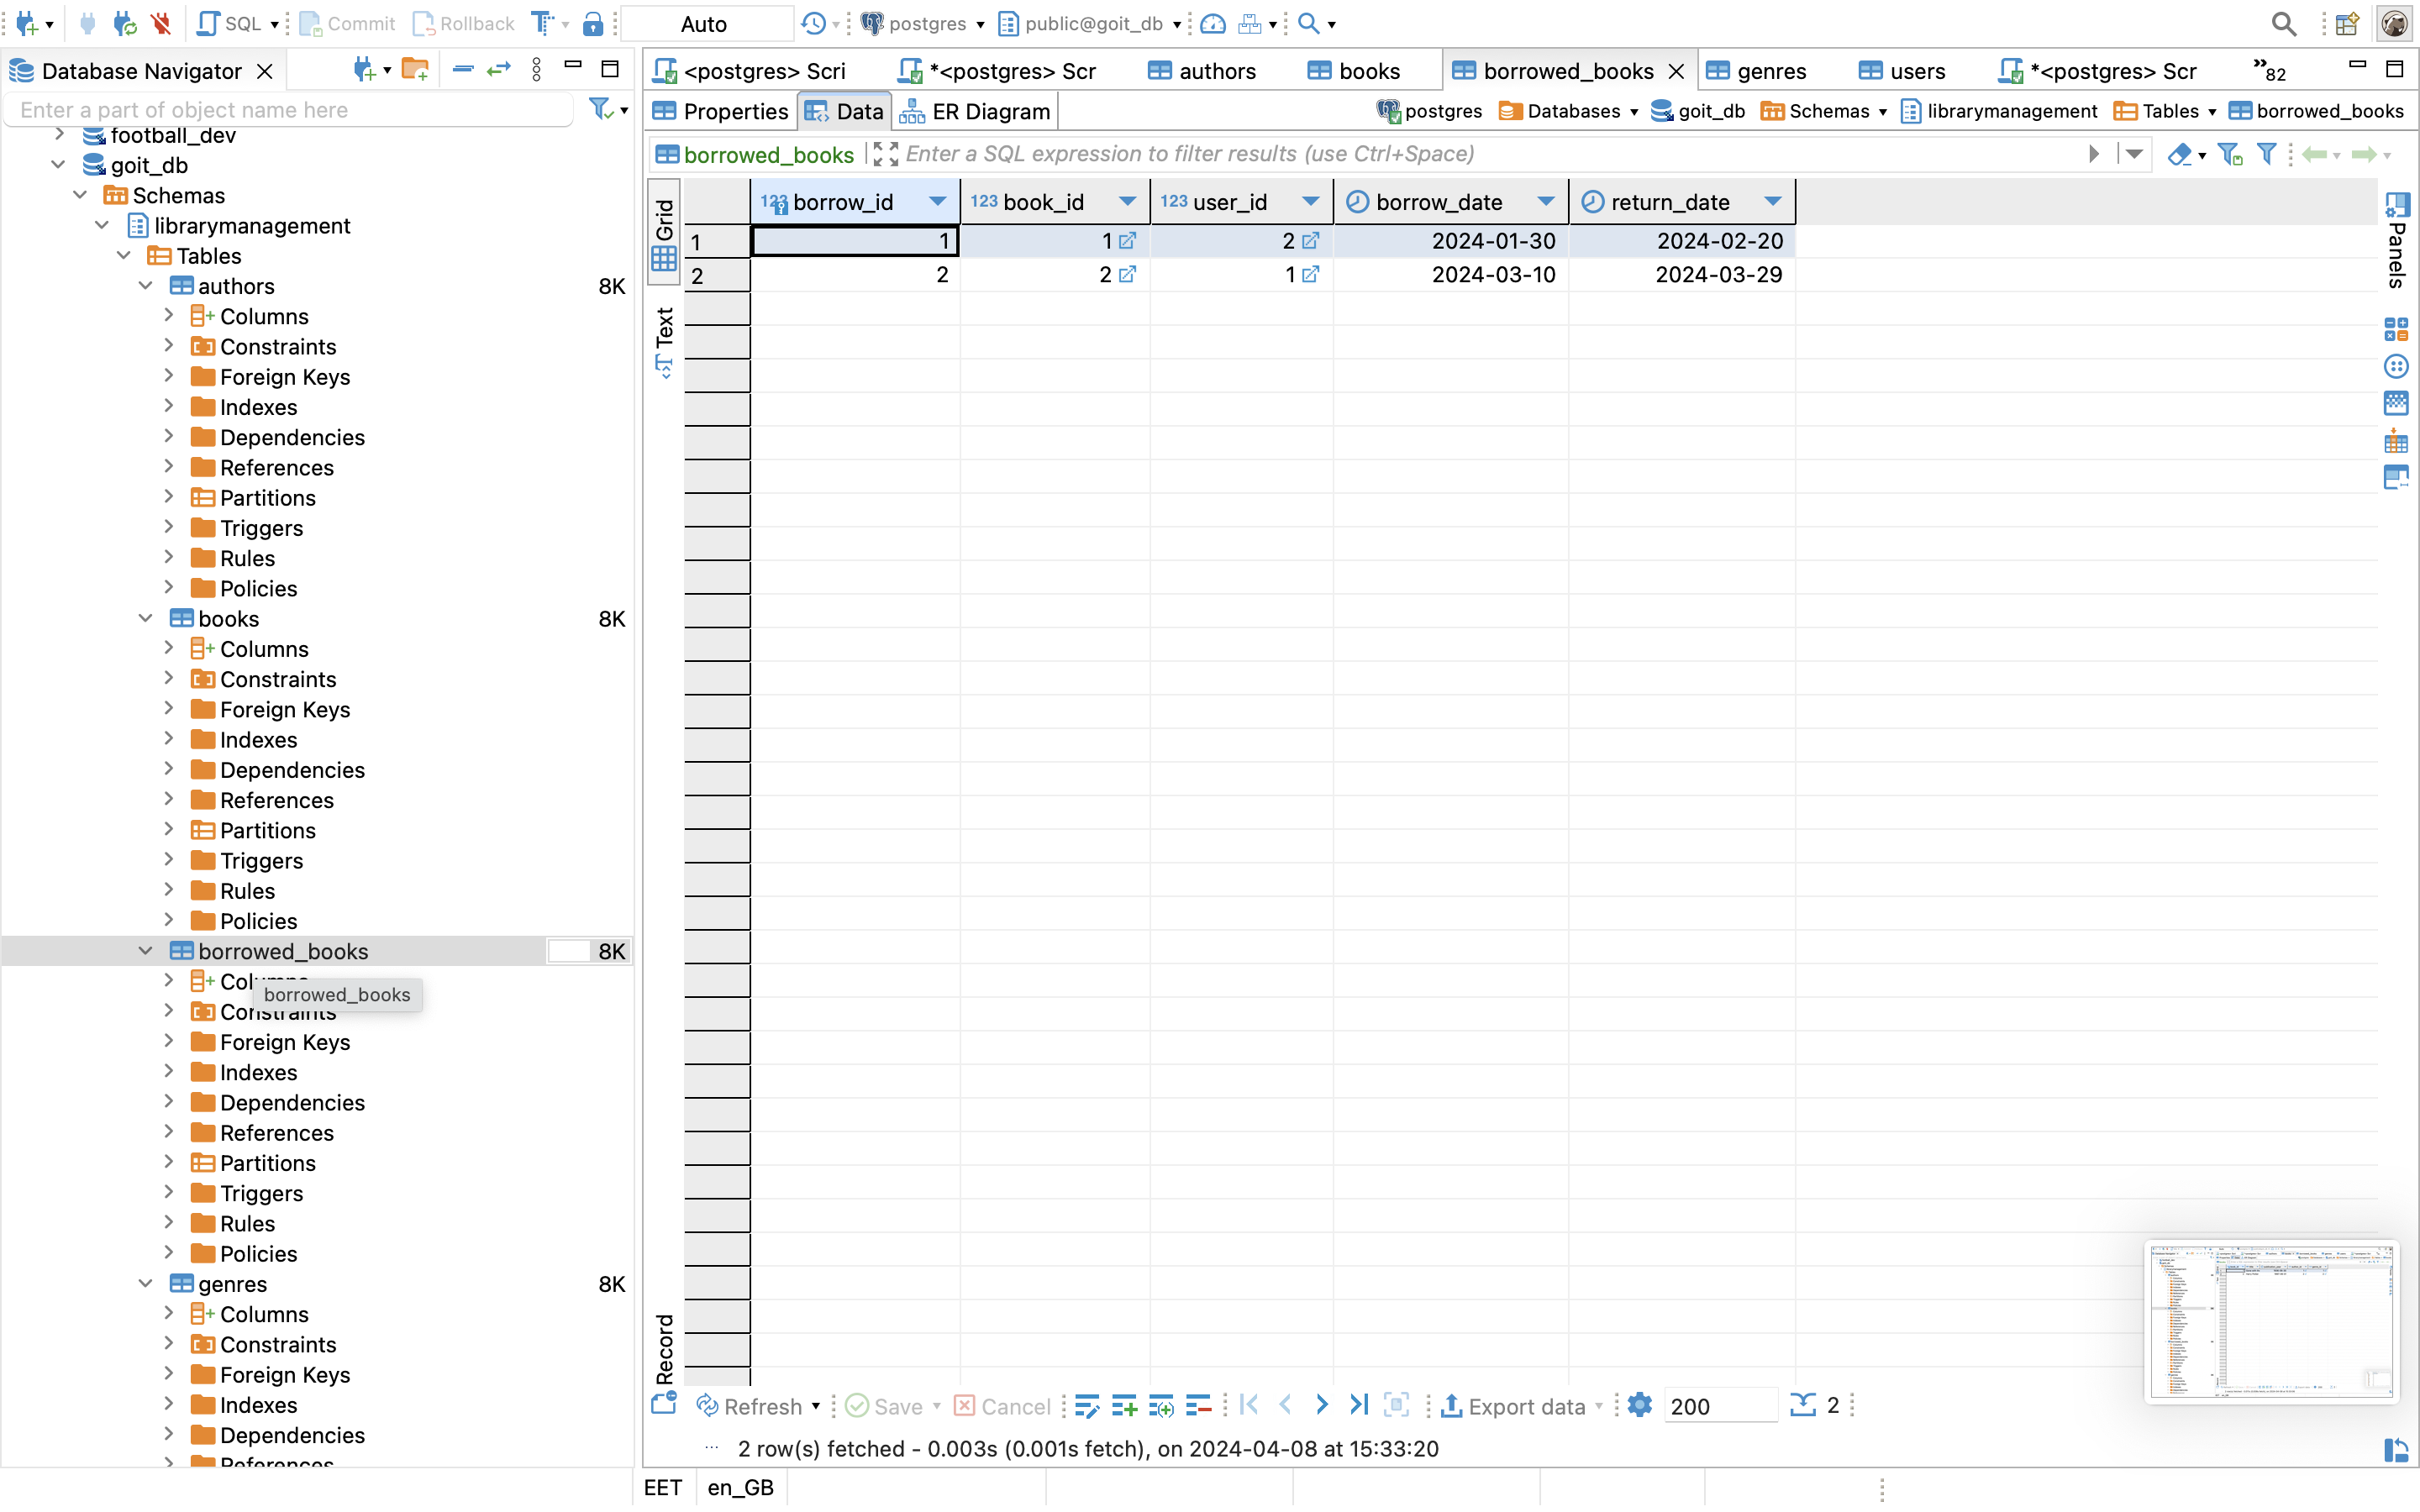 SQL Commit Rollback Auto postgres public@goit_db
Database Navigator
<postgres> Scri *<postgres> Scr authors books borrowed_books genres users *<postgres> Scr »82
Enter a part of object name here
Properties Data ER Diagram postgres Databases goit_db Schemas librarymanagement Tables borrowed_books
borrowed_books Enter a SQL expression to filter results (use Ctrl+Space)
football_dev
goit_db
Schemas
librarymanagement
Tables
authors 8K
Columns
Constraints
Foreign Keys
Indexes
Dependencies
References
Partitions
Triggers
Rules
Policies
books 8K
Columns
Constraints
Foreign Keys
Indexes
Dependencies
References
Partitions
Triggers
Rules
Policies
borrowed_books 8K
Columns
borrowed_books
Constraints
Foreign Keys
Indexes
Dependencies
References
Partitions
Triggers
Rules
Policies
genres 8K
Columns
Constraints
Foreign Keys
Indexes
Dependencies
References
Grid
Text
Record
123 borrow_id 123 book_id 123 user_id borrow_date return_date
1 1 1 2 2024-01-30 2024-02-20
2 2 2 1 2024-03-10 2024-03-29
Panels
Refresh Save Cancel Export data 200 2
... 2 row(s) fetched - 0.003s (0.001s fetch), on 2024-04-08 at 15:33:20
EET en_GB